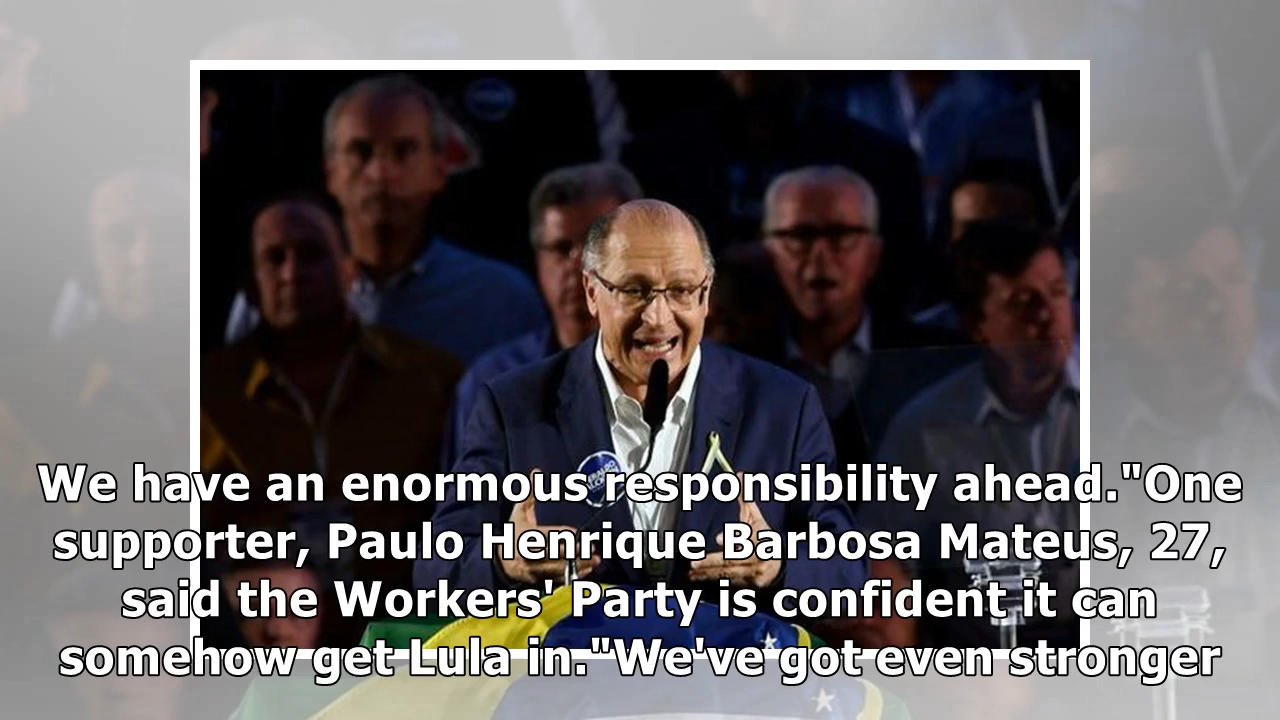 We have an enormous responsibility ahead."One
supporter, Paulo Henrique Barbosa Mateus, 27,
said the Workers' Party is confident it can
somehow get Lula in."We've got even stronger